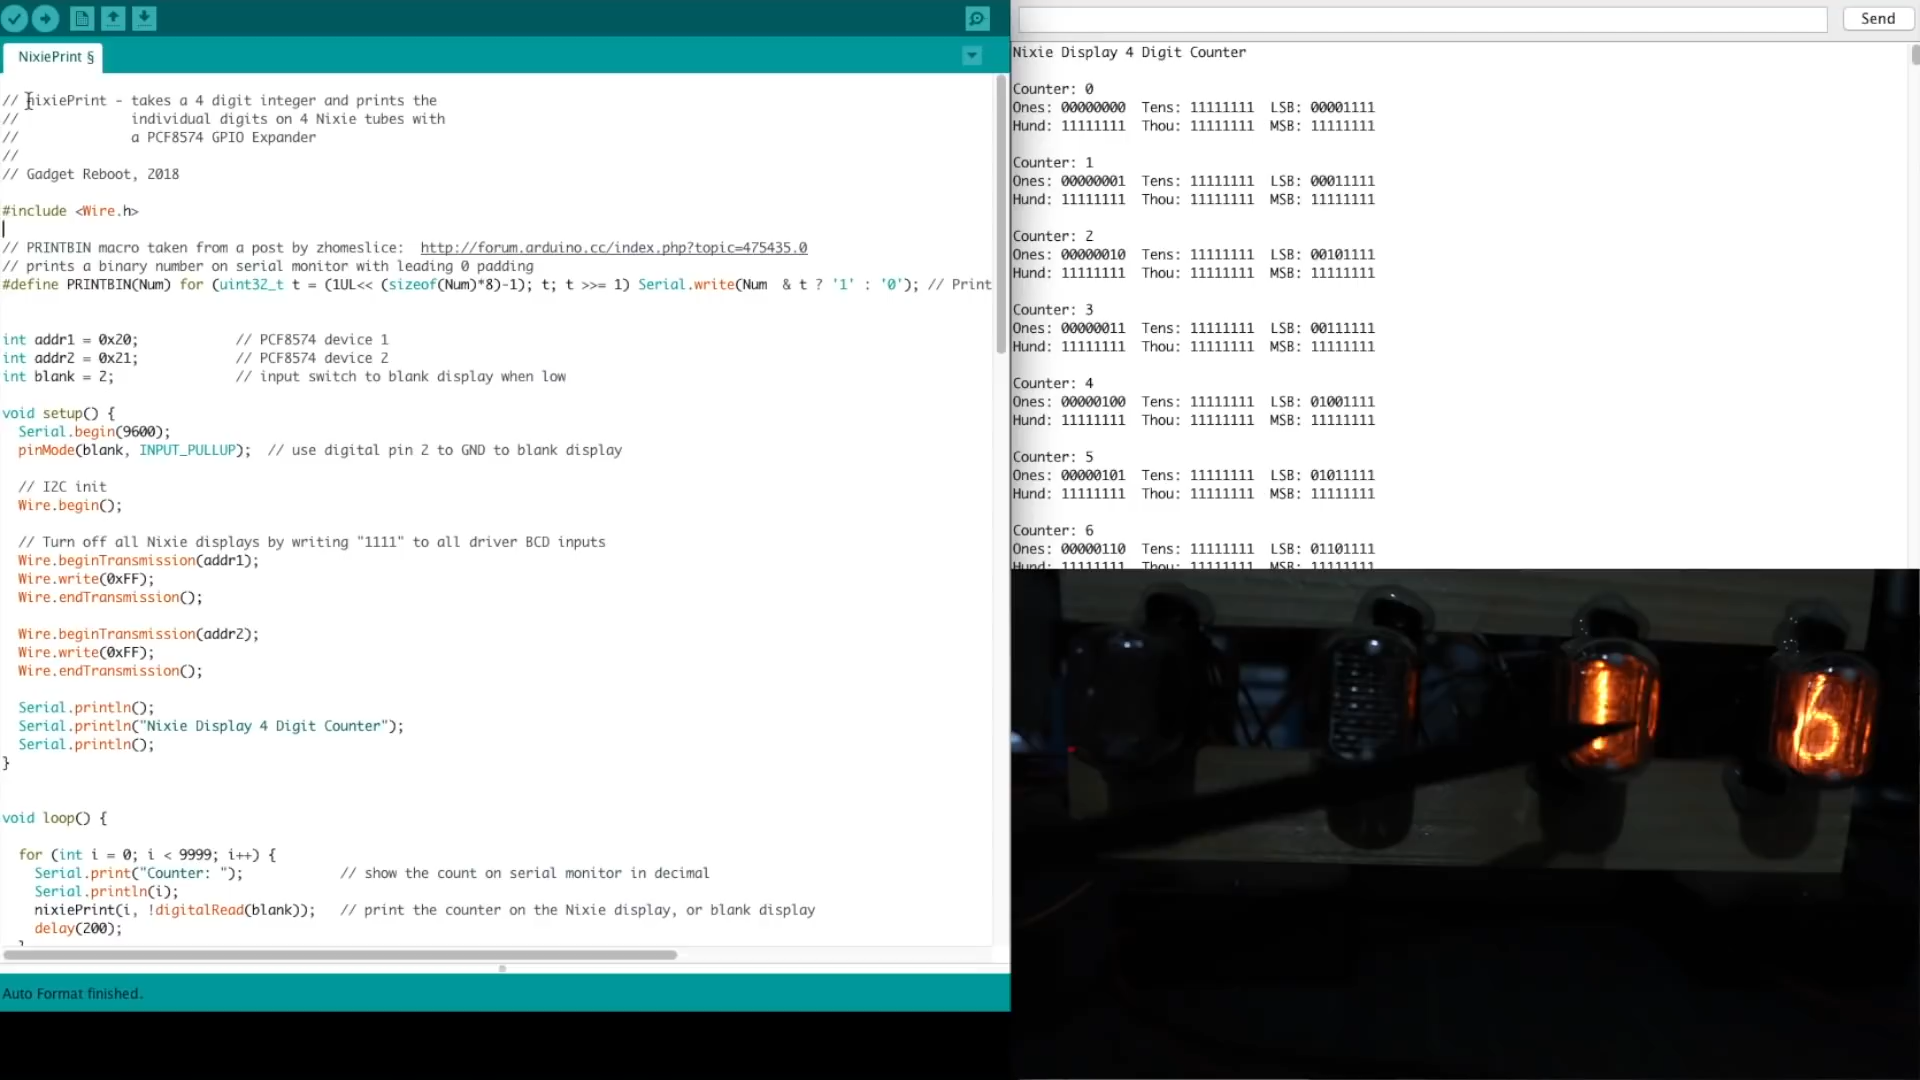 NixiePrint §
// nixiePrint - takes a 4 digit integer and prints the
// individual digits on 4 Nixie tubes with
// a PCF8574 GPIO Expander
//
// Gadget Reboot, 2018
#include <Wire.h>
// PRINTBIN macro taken from a post by zhomeslice: http://forum.arduino.cc/index.php?topic=475435.0
// prints a binary number on serial monitor with leading 0 padding
#define PRINTBIN(Num) for (uint32_t t = (1UL<< (sizeof(Num)*8)-1); t; t >>= 1) Serial.write(Num & t ? '1' : '0'); // Print
int addr1 = 0x20; // PCF8574 device 1
int addr2 = 0x21; // PCF8574 device 2
int blank = 2; // input switch to blank display when low
void setup() {
Serial.begin(9600);
pinMode(blank, INPUT_PULLUP); // use digital pin 2 to GND to blank display
// I2C init
Wire.begin();
// Turn off all Nixie displays by writing "1111" to all driver BCD inputs
Wire.beginTransmission(addr1);
Wire.write(0xFF);
Wire.endTransmission();
Wire.beginTransmission(addr2);
Wire.write(0xFF);
Wire.endTransmission();
Serial.println();
Serial.println("Nixie Display 4 Digit Counter");
Serial.println();
}
void loop() {
for (int i = 0; i < 9999; i++) {
Serial.print("Counter: "); // show the count on serial monitor in decimal
Serial.println(i);
nixiePrint(i, !digitalRead(blank)); // print the counter on the Nixie display, or blank display
delay(200);
Auto Format finished.
Send
Nixie Display 4 Digit Counter
Counter: 0
Ones: 00000000 Tens: 11111111 LSB: 00001111
Hund: 11111111 Thou: 11111111 MSB: 11111111
Counter: 1
Ones: 00000001 Tens: 11111111 LSB: 00011111
Hund: 11111111 Thou: 11111111 MSB: 11111111
Counter: 2
Ones: 00000010 Tens: 11111111 LSB: 00101111
Hund: 11111111 Thou: 11111111 MSB: 11111111
Counter: 3
Ones: 00000011 Tens: 11111111 LSB: 00111111
Hund: 11111111 Thou: 11111111 MSB: 11111111
Counter: 4
Ones: 00000100 Tens: 11111111 LSB: 01001111
Hund: 11111111 Thou: 11111111 MSB: 11111111
Counter: 5
Ones: 00000101 Tens: 11111111 LSB: 01011111
Hund: 11111111 Thou: 11111111 MSB: 11111111
Counter: 6
Ones: 00000110 Tens: 11111111 LSB: 01101111
Hund: 11111111 Thou: 11111111 MSB: 11111111
1 6